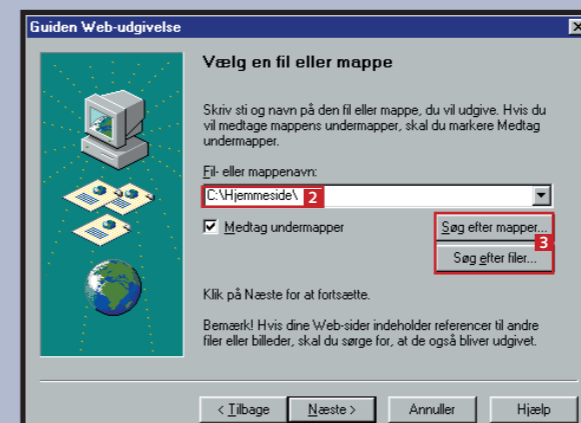 Guiden Web-udgivelse
Vælg en fil eller mappe
Skriv sti og navn på den fil eller mappe, du vil udgive. Hvis du
vil medtage mappens undermapper, skal du markere Medtag
undermapper.
Fil- eller mappenavn:
C:\Hjemmeside\ 2
Medtag undermapper
Søg efter mapper...
3
Søg efter filer...
Klik på Næste for at fortsætte.
Bemærk! Hvis dine Web-sider indeholder referencer til andre
filer eller billeder, skal du sørge for, at de også bliver udgivet.
< Tilbage Næste > Annuller Hjælp